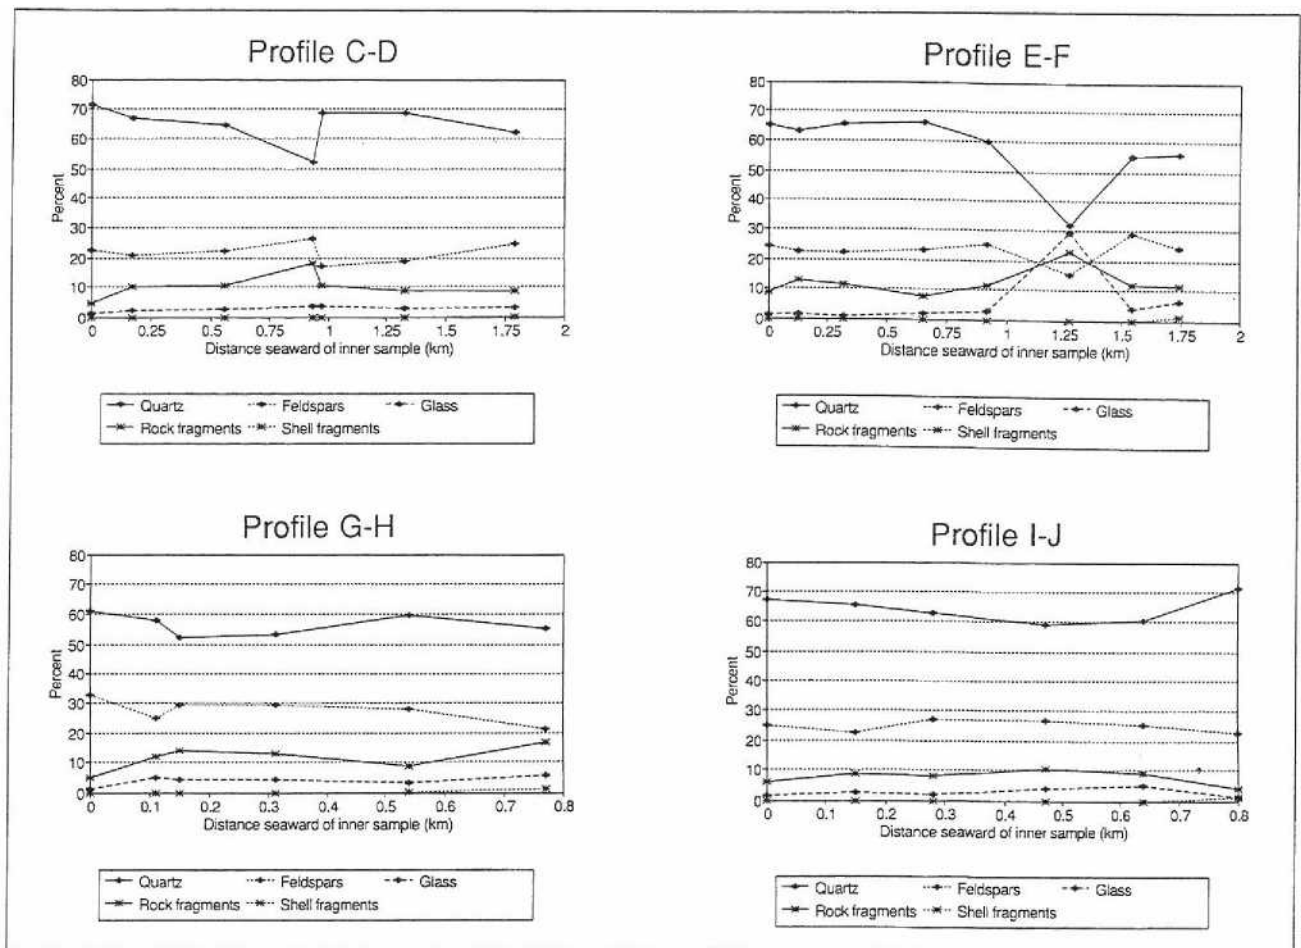 Profile C-D
80
70
60
50
40
30
20
10
0
Percent
0 0.25 0.5 0.75 1 1.25 1.5 1.75 2
Distance seaward of inner sample (km)
Quartz Feldspars Glass
Rock fragments Shell fragments
Profile E-F
80
70
60
50
40
30
20
10
0
Percent
0 0.25 0.5 0.75 1 1.25 1.5 1.75 2
Distance seaward of inner sample (km)
Quartz Feldspars Glass
Rock fragments Shell fragments
Profile G-H
80
70
60
50
40
30
20
10
0
Percent
0 0.1 0.2 0.3 0.4 0.5 0.6 0.7 0.8
Distance seaward of inner sample (km)
Quartz Feldspars Glass
Rock fragments Shell fragments
Profile I-J
80
70
60
50
40
30
20
10
0
Percent
0 0.1 0.2 0.3 0.4 0.5 0.6 0.7 0.8
Distance seaward of inner sample (km)
Quartz Feldspars Glass
Rock fragments Shell fragments